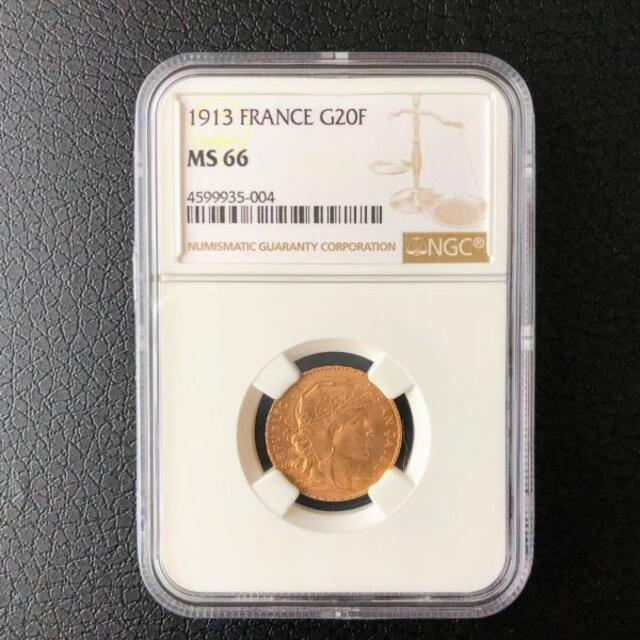 1913 FRANCE G20F
MS 66
4599935-004
NUMISMATIC GUARANTY CORPORATION
NGC®